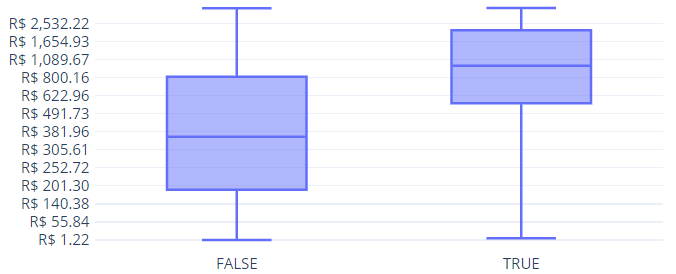 R$ 2,532.22
R$ 1,654.93
R$ 1,089.67
R$ 800.16
R$ 622.96
R$ 491.73
R$ 381.96
R$ 305.61
R$ 252.72
R$ 201.30
R$ 140.38
R$ 55.84
R$ 1.22
FALSE TRUE